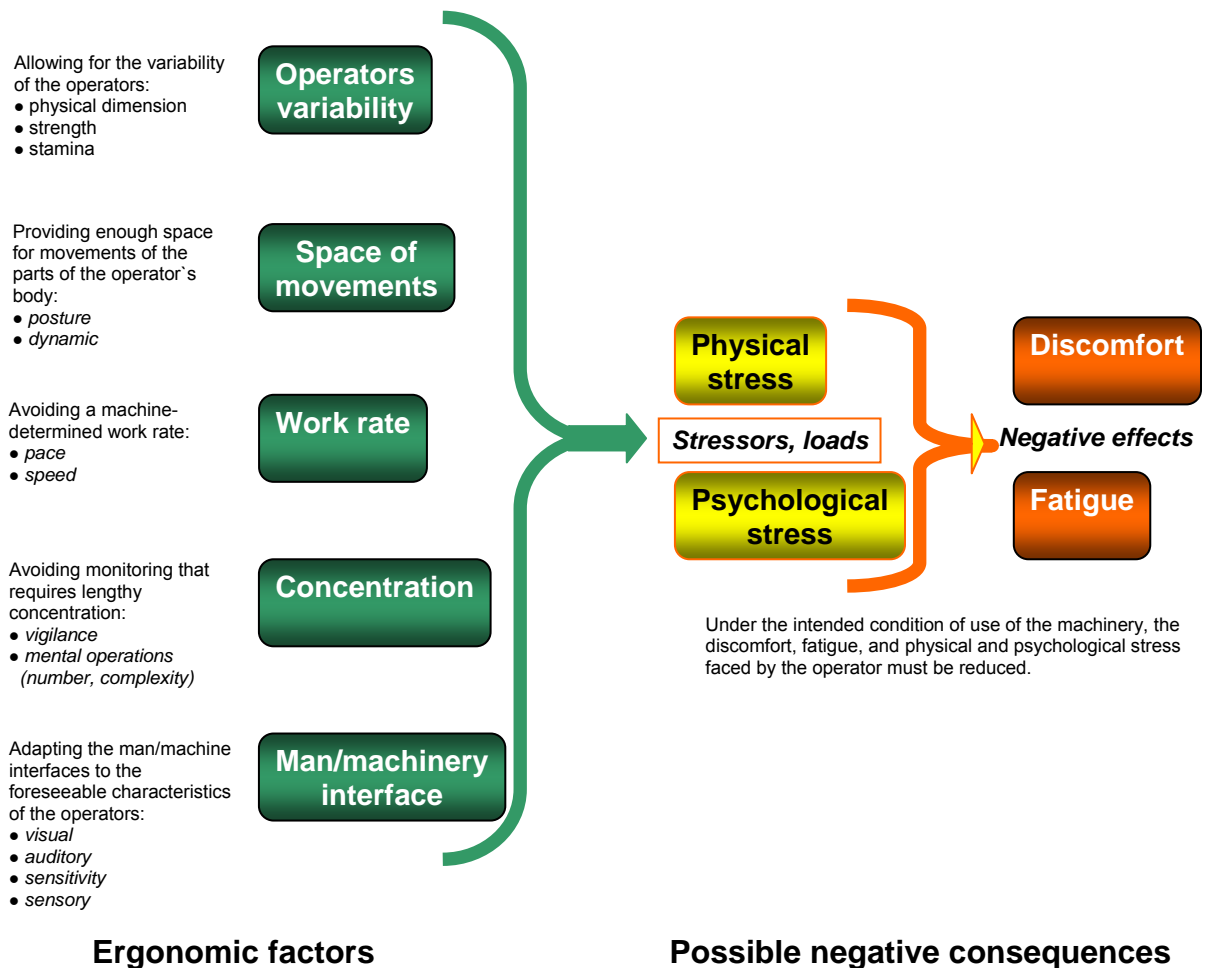 Allowing for the variability
of the operators:
● physical dimension
● strength
● stamina
Operators
variability
Providing enough space
for movements of the
parts of the operator`s
body:
● posture
● dynamic
Space of
movements
Avoiding a machine-
determined work rate:
● pace
● speed
Work rate
Avoiding monitoring that
requires lengthy
concentration:
● vigilance
● mental operations
(number, complexity)
Concentration
Adapting the man/machine
interfaces to the
foreseeable characteristics
of the operators:
● visual
● auditory
● sensitivity
● sensory
Man/machinery
interface
Ergonomic factors
Physical
stress
Stressors, loads
Psychological
stress
Discomfort
Negative effects
Fatigue
Under the intended condition of use of the machinery, the
discomfort, fatigue, and physical and psychological stress
faced by the operator must be reduced.
Possible negative consequences